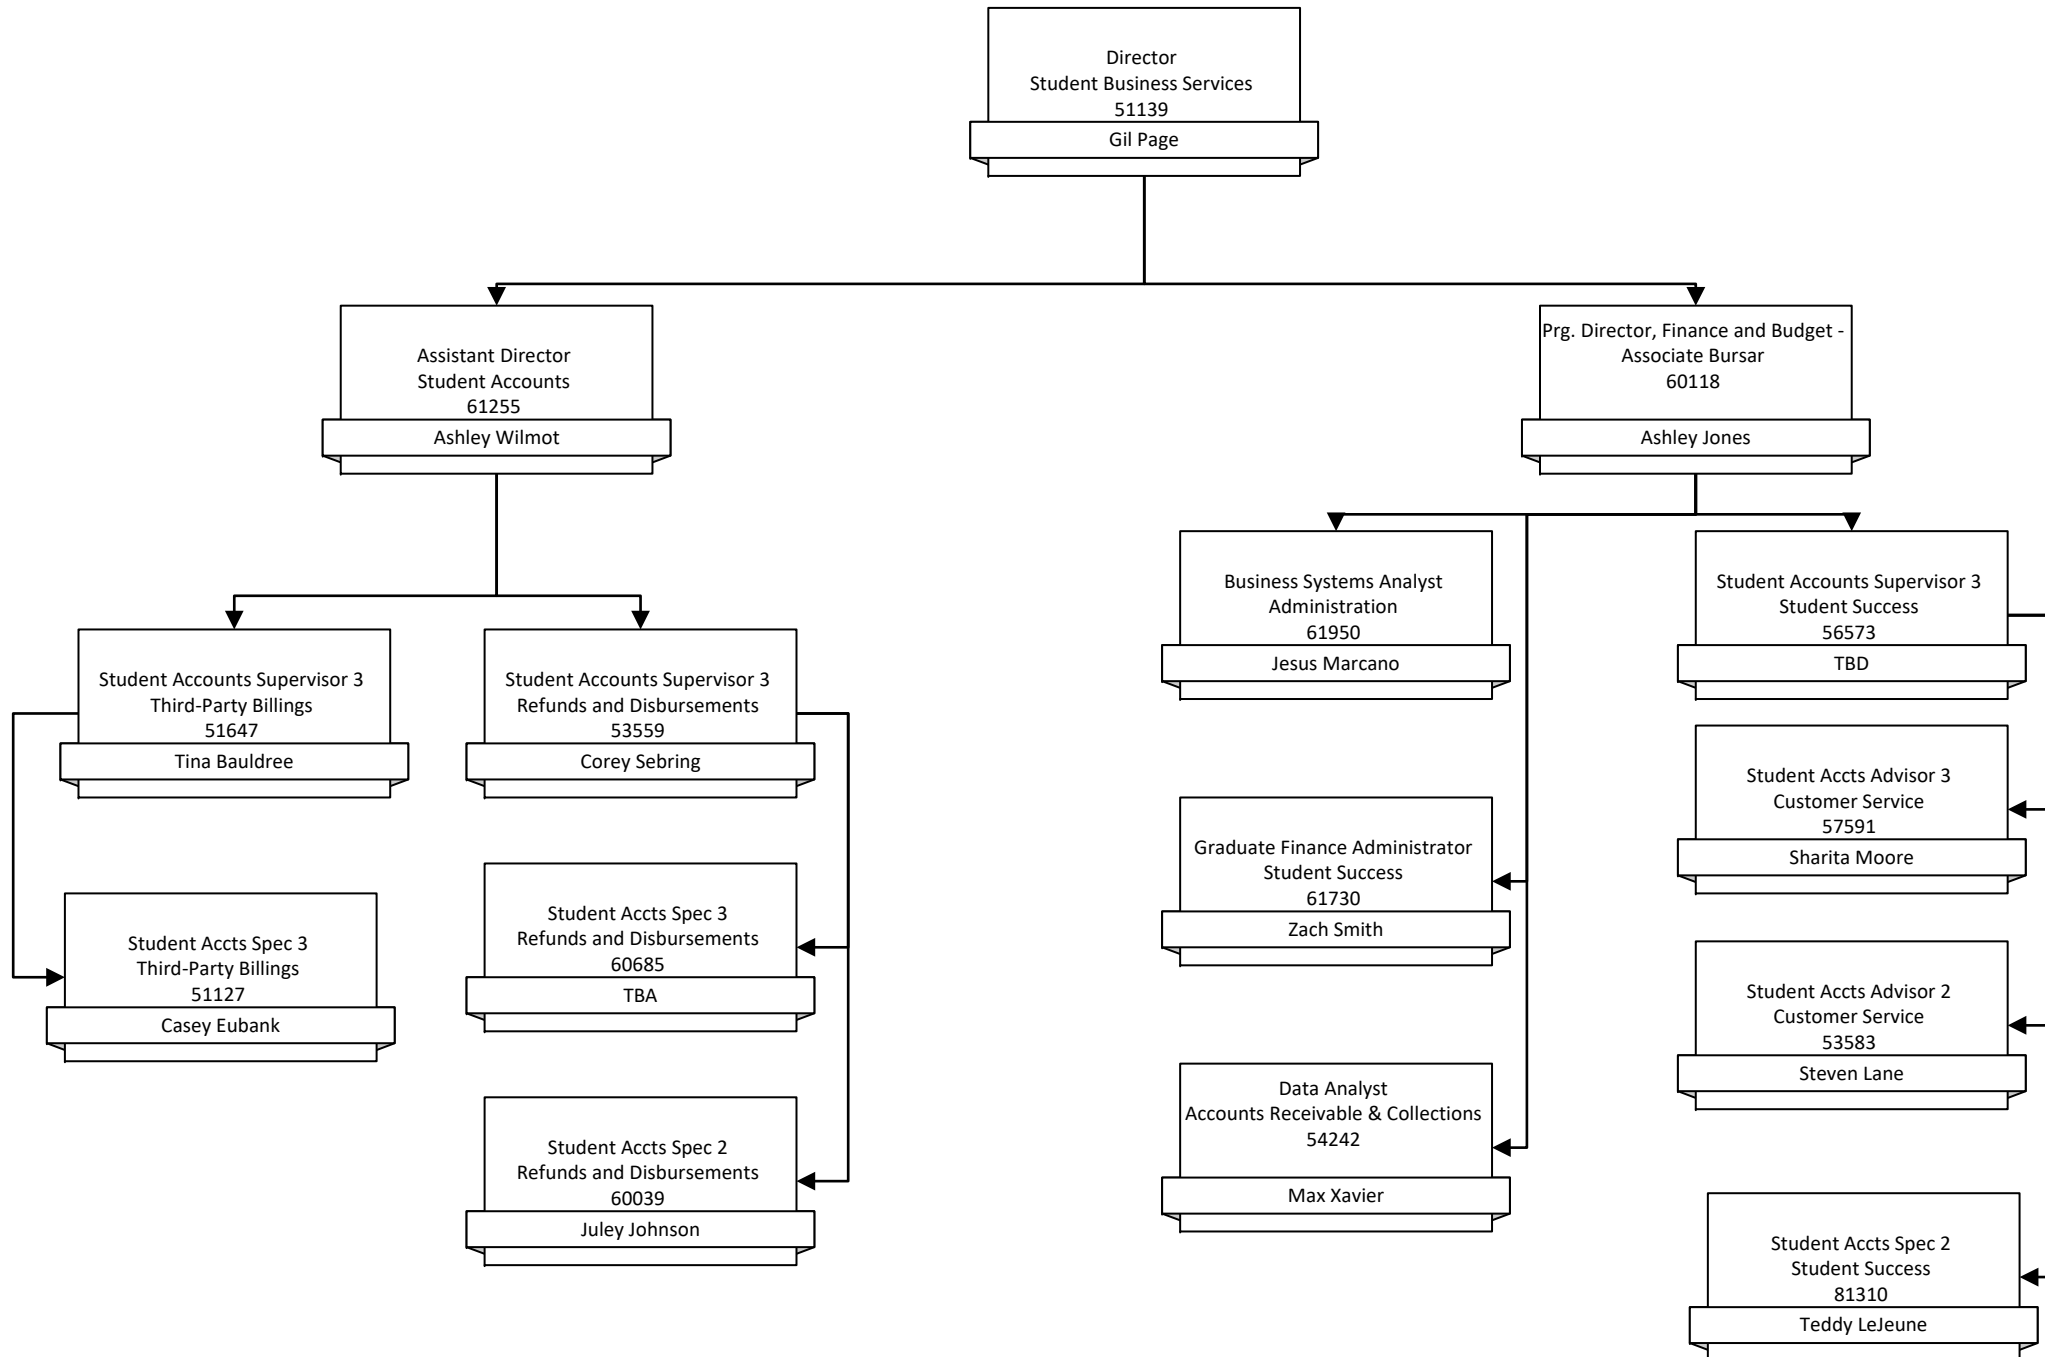 Director
Student Business Services
51139
Gil Page
Assistant Director
Student Accounts
61255
Ashley Wilmot
Prg. Director, Finance and Budget -
Associate Bursar
60118
Ashley Jones
Student Accounts Supervisor 3
Third-Party Billings
51647
Tina Bauldree
Student Accts Spec 3
Third-Party Billings
51127
Casey Eubank
Student Accounts Supervisor 3
Refunds and Disbursements
53559
Corey Sebring
Student Accts Spec 3
Refunds and Disbursements
60685
TBA
Student Accts Spec 2
Refunds and Disbursements
60039
Juley Johnson
Business Systems Analyst
Administration
61950
Jesus Marcano
Graduate Finance Administrator
Student Success
61730
Zach Smith
Data Analyst
Accounts Receivable & Collections
54242
Max Xavier
Student Accounts Supervisor 3
Student Success
56573
TBD
Student Accts Advisor 3
Customer Service
57591
Sharita Moore
Student Accts Advisor 2
Customer Service
53583
Steven Lane
Student Accts Spec 2
Student Success
81310
Teddy LeJeune